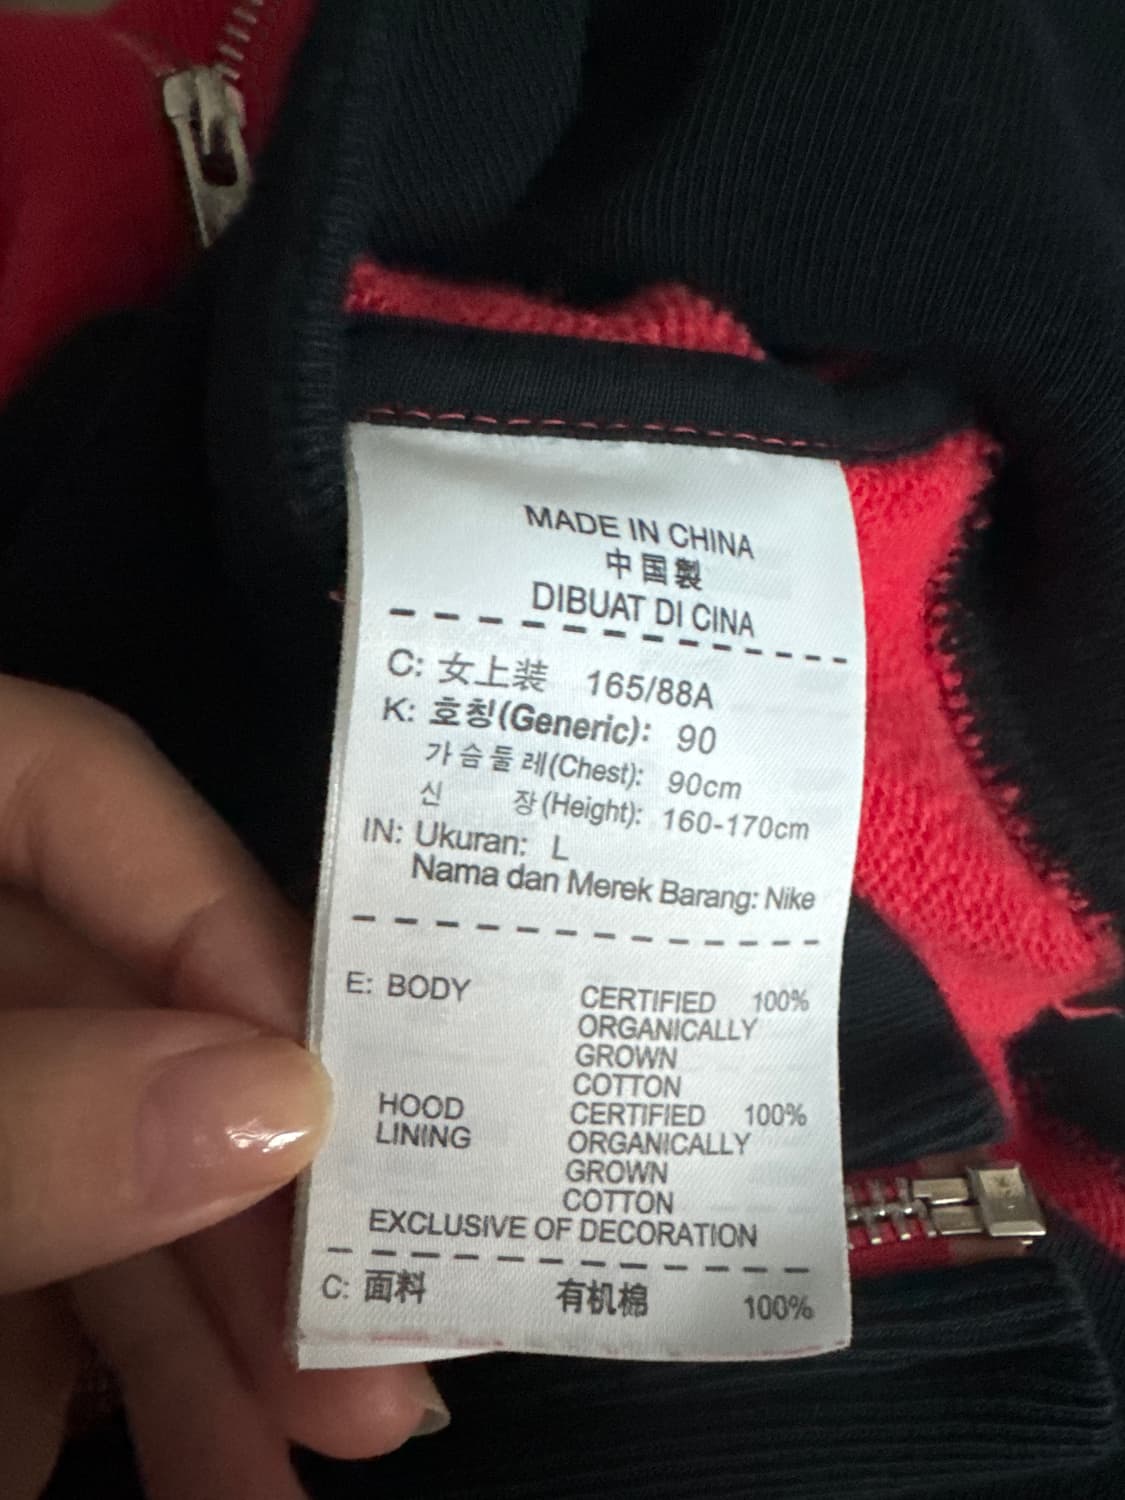 MADE IN CHINA
中国製
DIBUAT DI CINA
C: 女上装 165/88A
K: 호칭(Generic): 90
가슴둘레(Chest): 90cm
신 장(Height): 160-170cm
IN: Ukuran: L
Nama dan Merek Barang: Nike
E: BODY CERTIFIED 100%
ORGANICALLY
GROWN
COTTON
HOOD CERTIFIED 100%
LINING ORGANICALLY
GROWN
COTTON
EXCLUSIVE OF DECORATION
C: 面料 有机棉 100%